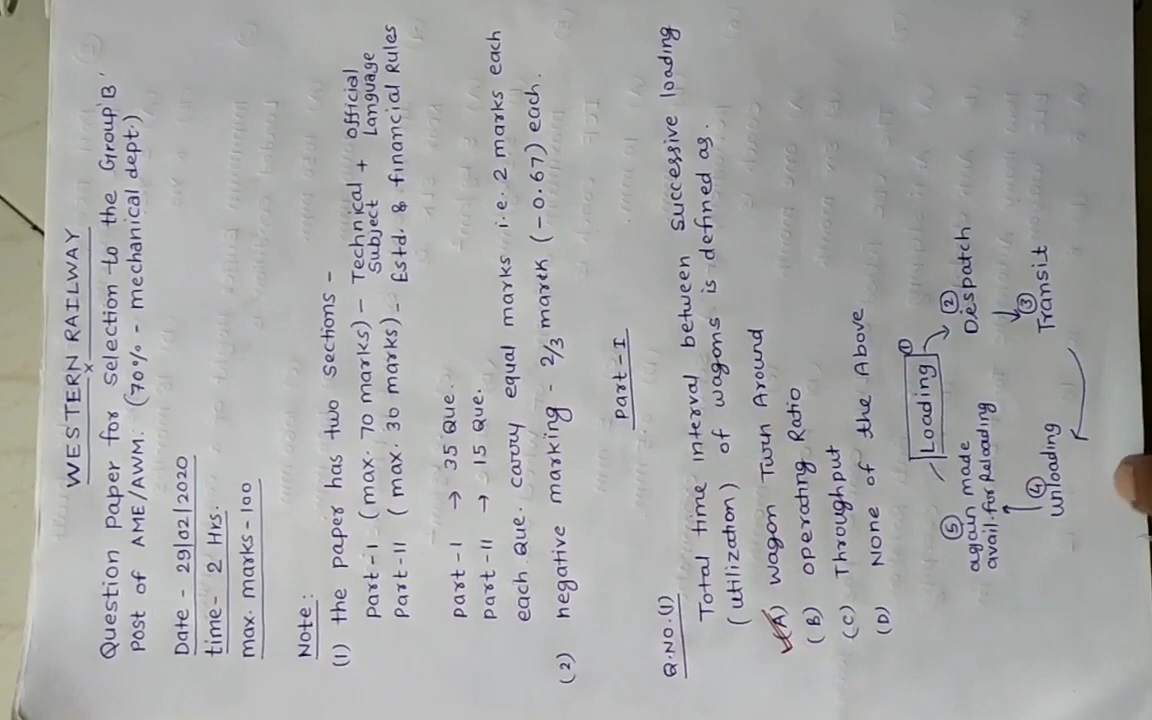 WESTERN RAILWAY
x
Question Paper for selection to the Group 'B'
Post of AME/AWM. (70% - mechanical dept.)
Date - 29/02/2020
time - 2 Hrs.
max. marks - 100
Note:
(1) the paper has two sections -
Part-I (max. 70 marks) - Technical Subject + official Language
Part-II (max. 30 marks) - Estd. & financial Rules
part-I → 35 que.
part-II → 15 que.
each que. carry equal marks i.e. 2 marks each
(2) negative marking - 2/3 mark (-0.67) each.
Part-I
Q.NO.(1)
Total time interval between successive loading
(utilization) of wagons is defined as.
(A) Wagon Turn Around
(B) operating Ratio
(C) Throughput
(D) None of the Above
Loading ①
② Despatch
③ Transit
④ unloading
⑤ again made
avail. for Reloading